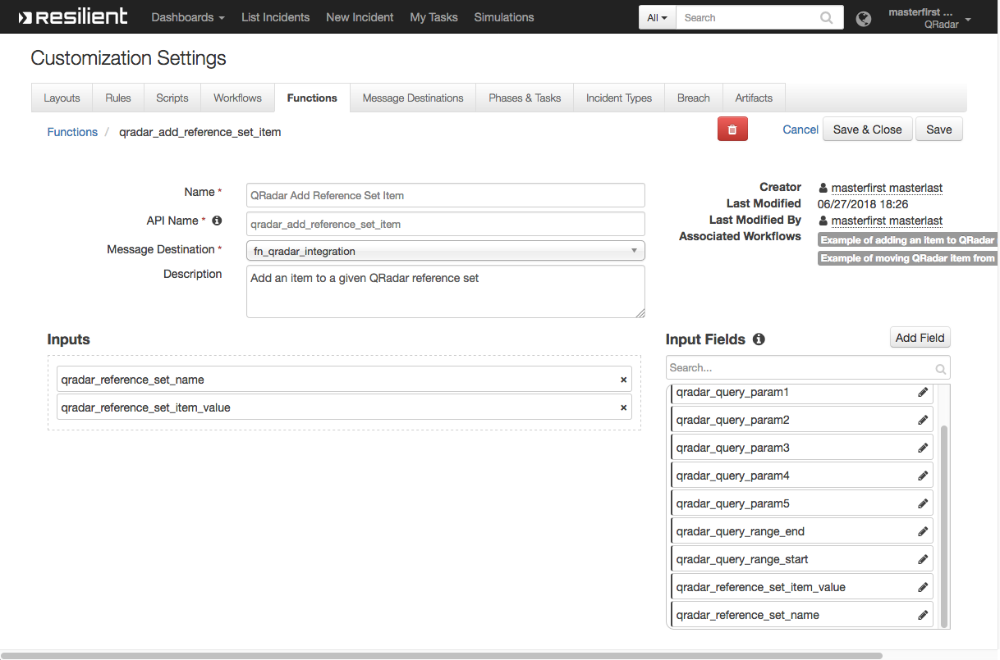 Resilient Dashboards List Incidents New Incident My Tasks Simulations All Search masterfirst ... QRadar
Customization Settings
Layouts Rules Scripts Workflows Functions Message Destinations Phases & Tasks Incident Types Breach Artifacts
Functions / qradar_add_reference_set_item Cancel Save & Close Save
Name * QRadar Add Reference Set Item
API Name * qradar_add_reference_set_item
Message Destination * fn_qradar_integration
Description Add an item to a given QRadar reference set
Creator masterfirst masterlast
Last Modified 06/27/2018 18:26
Last Modified By masterfirst masterlast
Associated Workflows Example of adding an item to QRadar
Example of moving QRadar item from
Inputs
qradar_reference_set_name ×
qradar_reference_set_item_value ×
Input Fields Add Field
Search...
qradar_query_param1
qradar_query_param2
qradar_query_param3
qradar_query_param4
qradar_query_param5
qradar_query_range_end
qradar_query_range_start
qradar_reference_set_item_value
qradar_reference_set_name